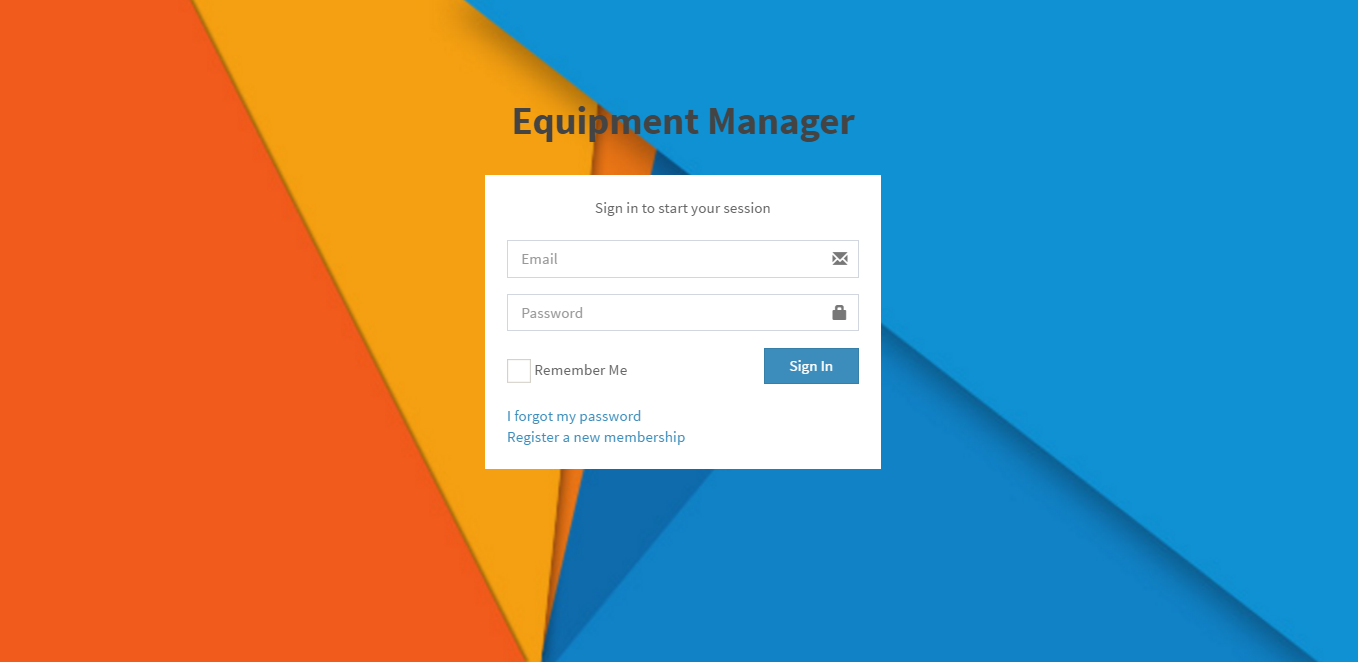 Equipment Manager
Sign in to start your session
Email
Password
Remember Me
Sign In
I forgot my password
Register a new membership